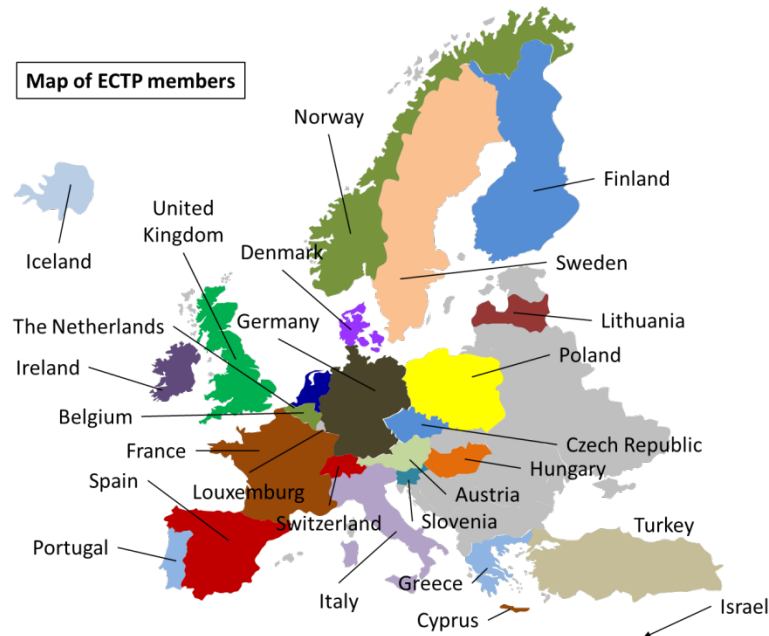 Map of ECTP members
Norway
Finland
Iceland
United
Kingdom
Denmark
Sweden
The Netherlands
Germany
Lithuania
Ireland
Poland
Belgium
France
Czech Republic
Hungary
Spain
Louxemburg
Austria
Switzerland
Slovenia
Turkey
Portugal
Greece
Italy
Israel
Cyprus